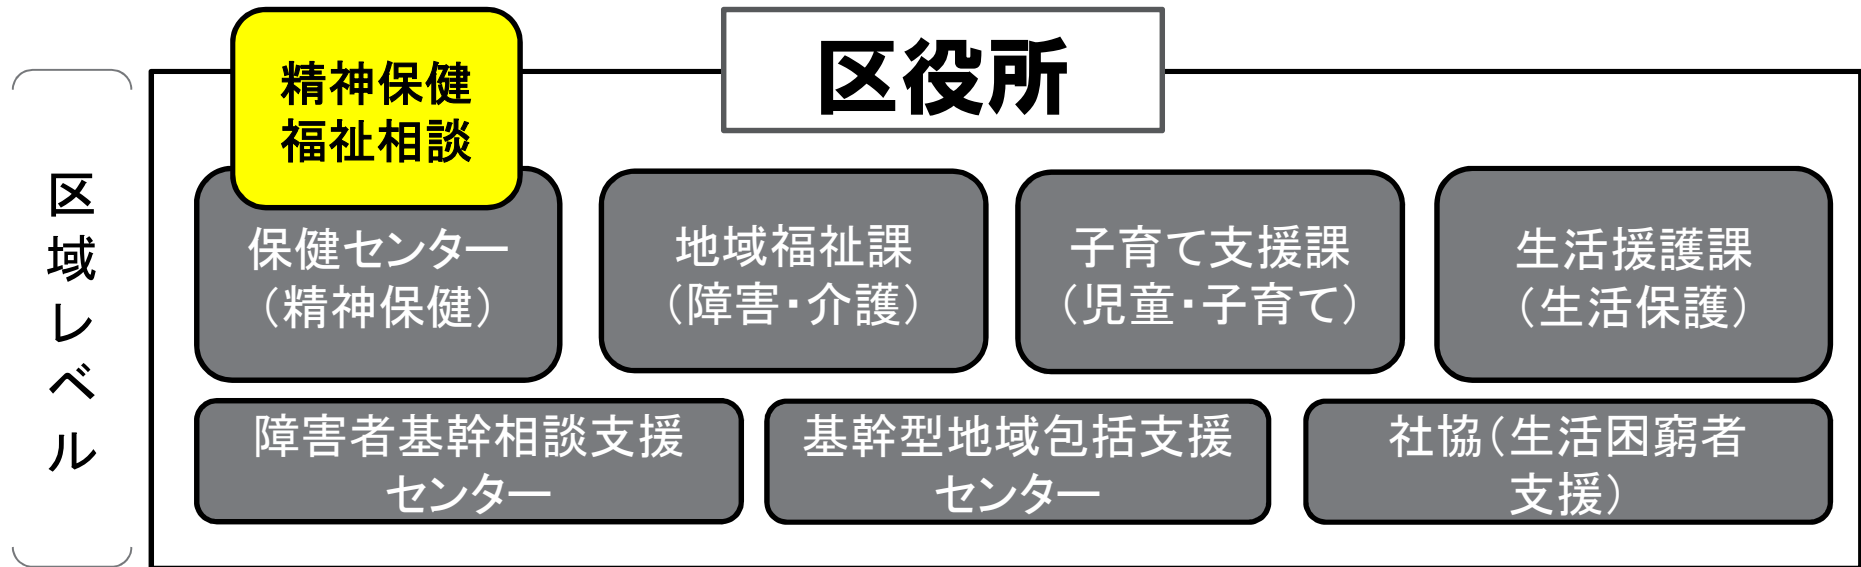 区役所
精神保健
福祉相談
区域レベル
保健センター
（精神保健）
地域福祉課
（障害・介護）
子育て支援課
（児童・子育て）
生活援護課
（生活保護）
障害者基幹相談支援
センター
基幹型地域包括支援
センター
社協（生活困窮者
支援）